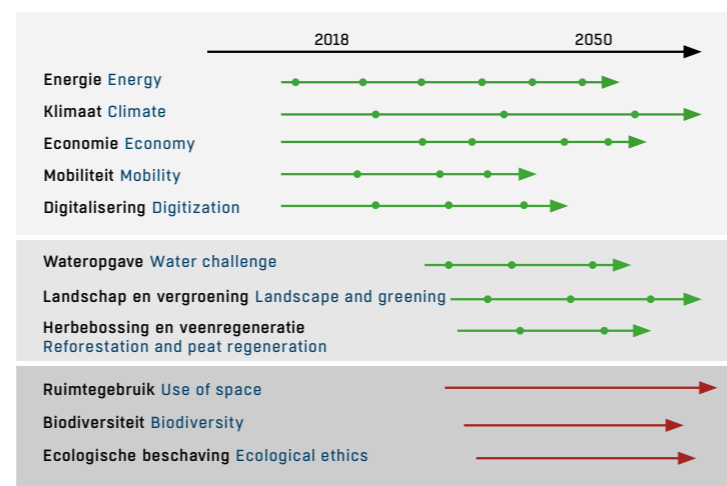 2018 2050
Energie Energy
Klimaat Climate
Economie Economy
Mobiliteit Mobility
Digitalisering Digitization
Wateropgave Water challenge
Landschap en vergroening Landscape and greening
Herbebossing en veenregeneratie
Reforestation and peat regeneration
Ruimtegebruik Use of space
Biodiversiteit Biodiversity
Ecologische beschaving Ecological ethics